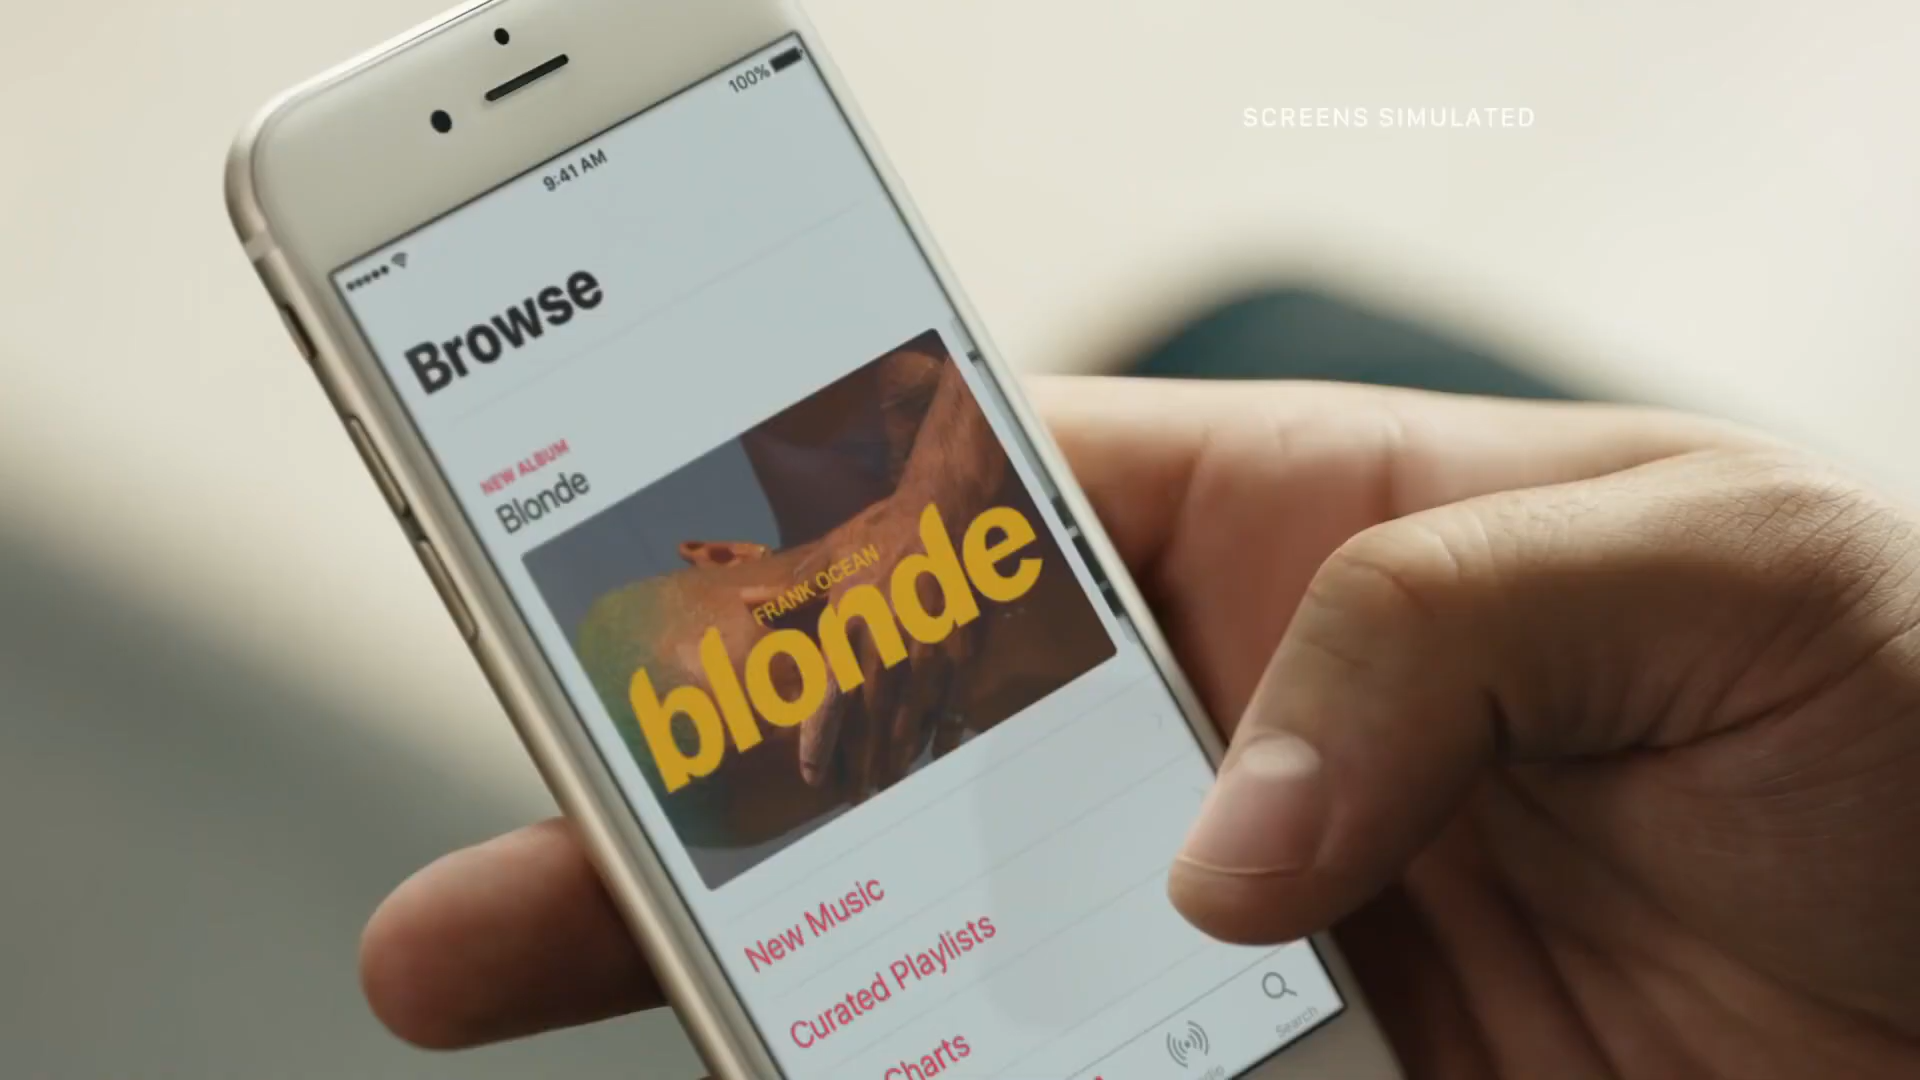 SCREENS SIMULATED
100%
9:41 AM
Browse
NEW ALBUM
Blonde
FRANK OCEAN
blonde
New Music
Curated Playlists
Charts
Search